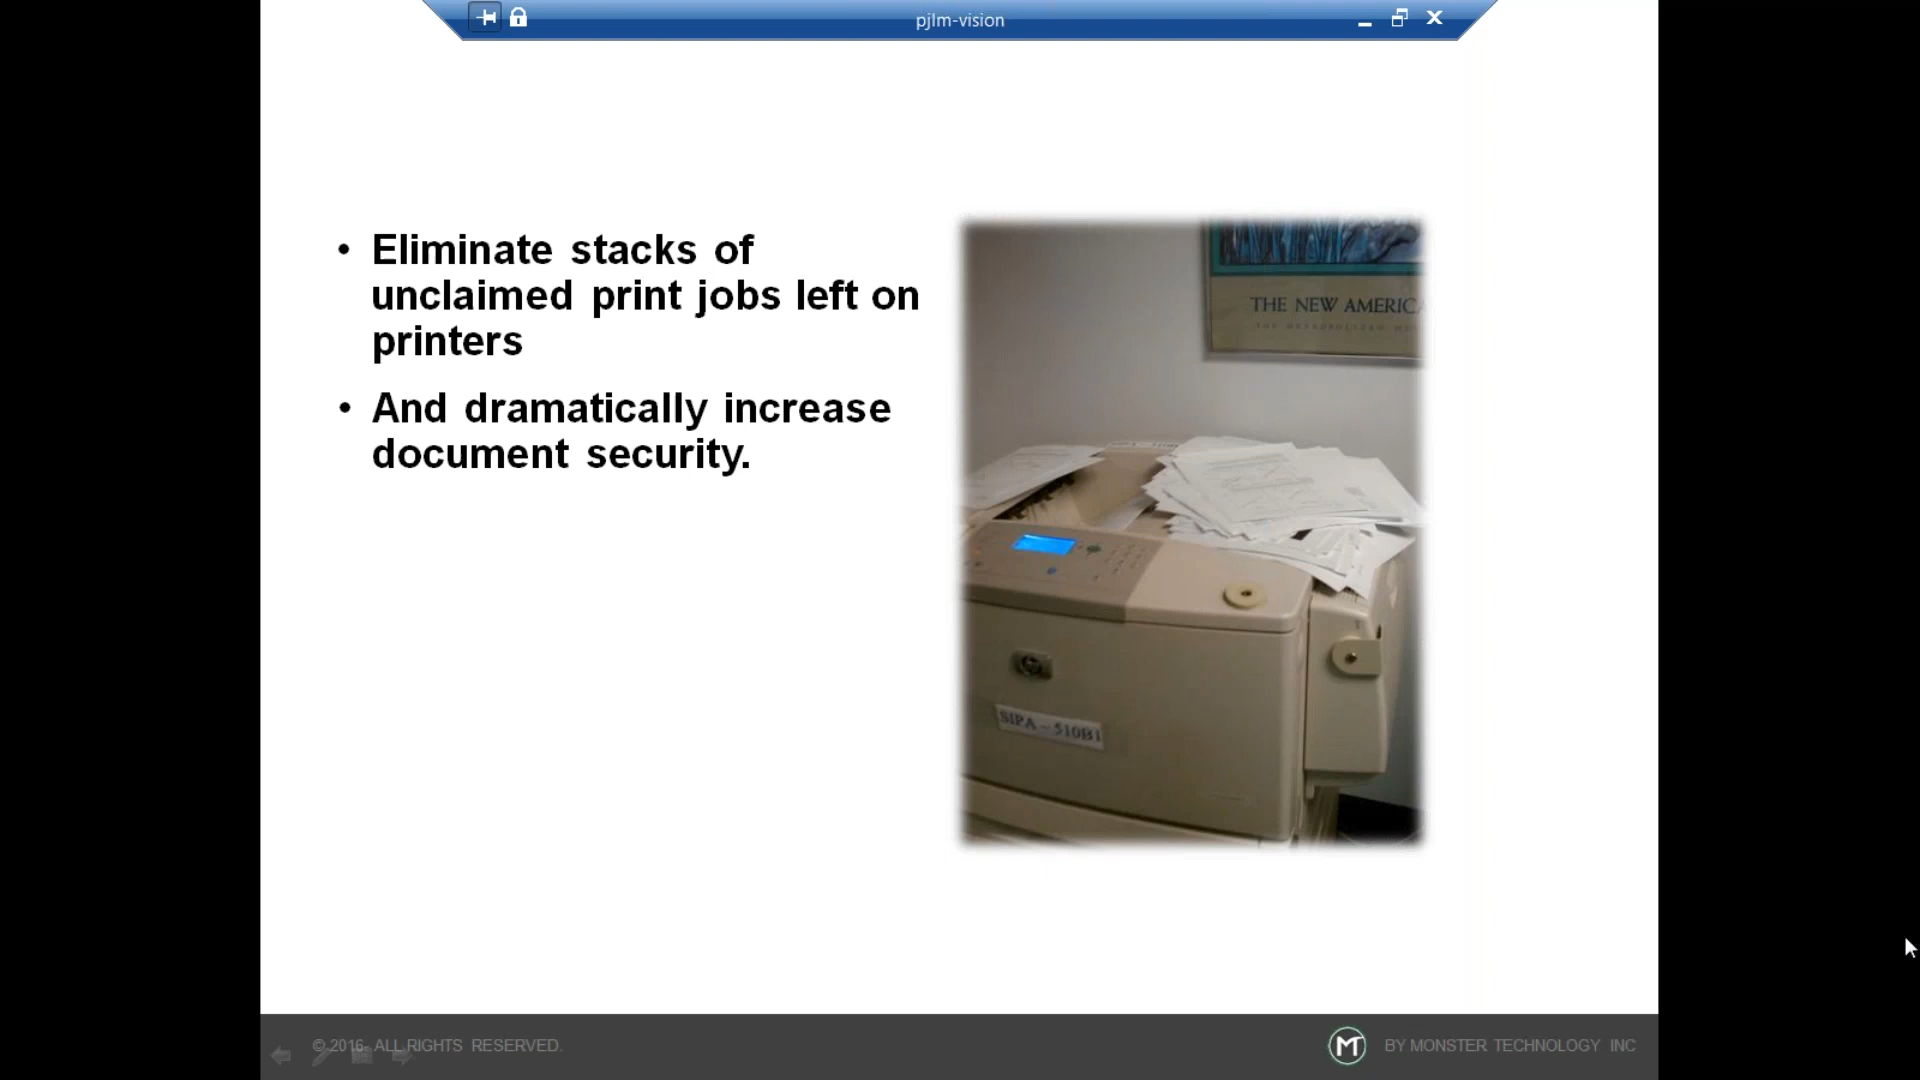 pjlm-vision
• Eliminate stacks of
unclaimed print jobs left on
printers
• And dramatically increase
document security.
THE NEW AMERICA
SIPA - 510B1
© 2016- ALL RIGHTS RESERVED.
BY MONSTER TECHNOLOGY INC